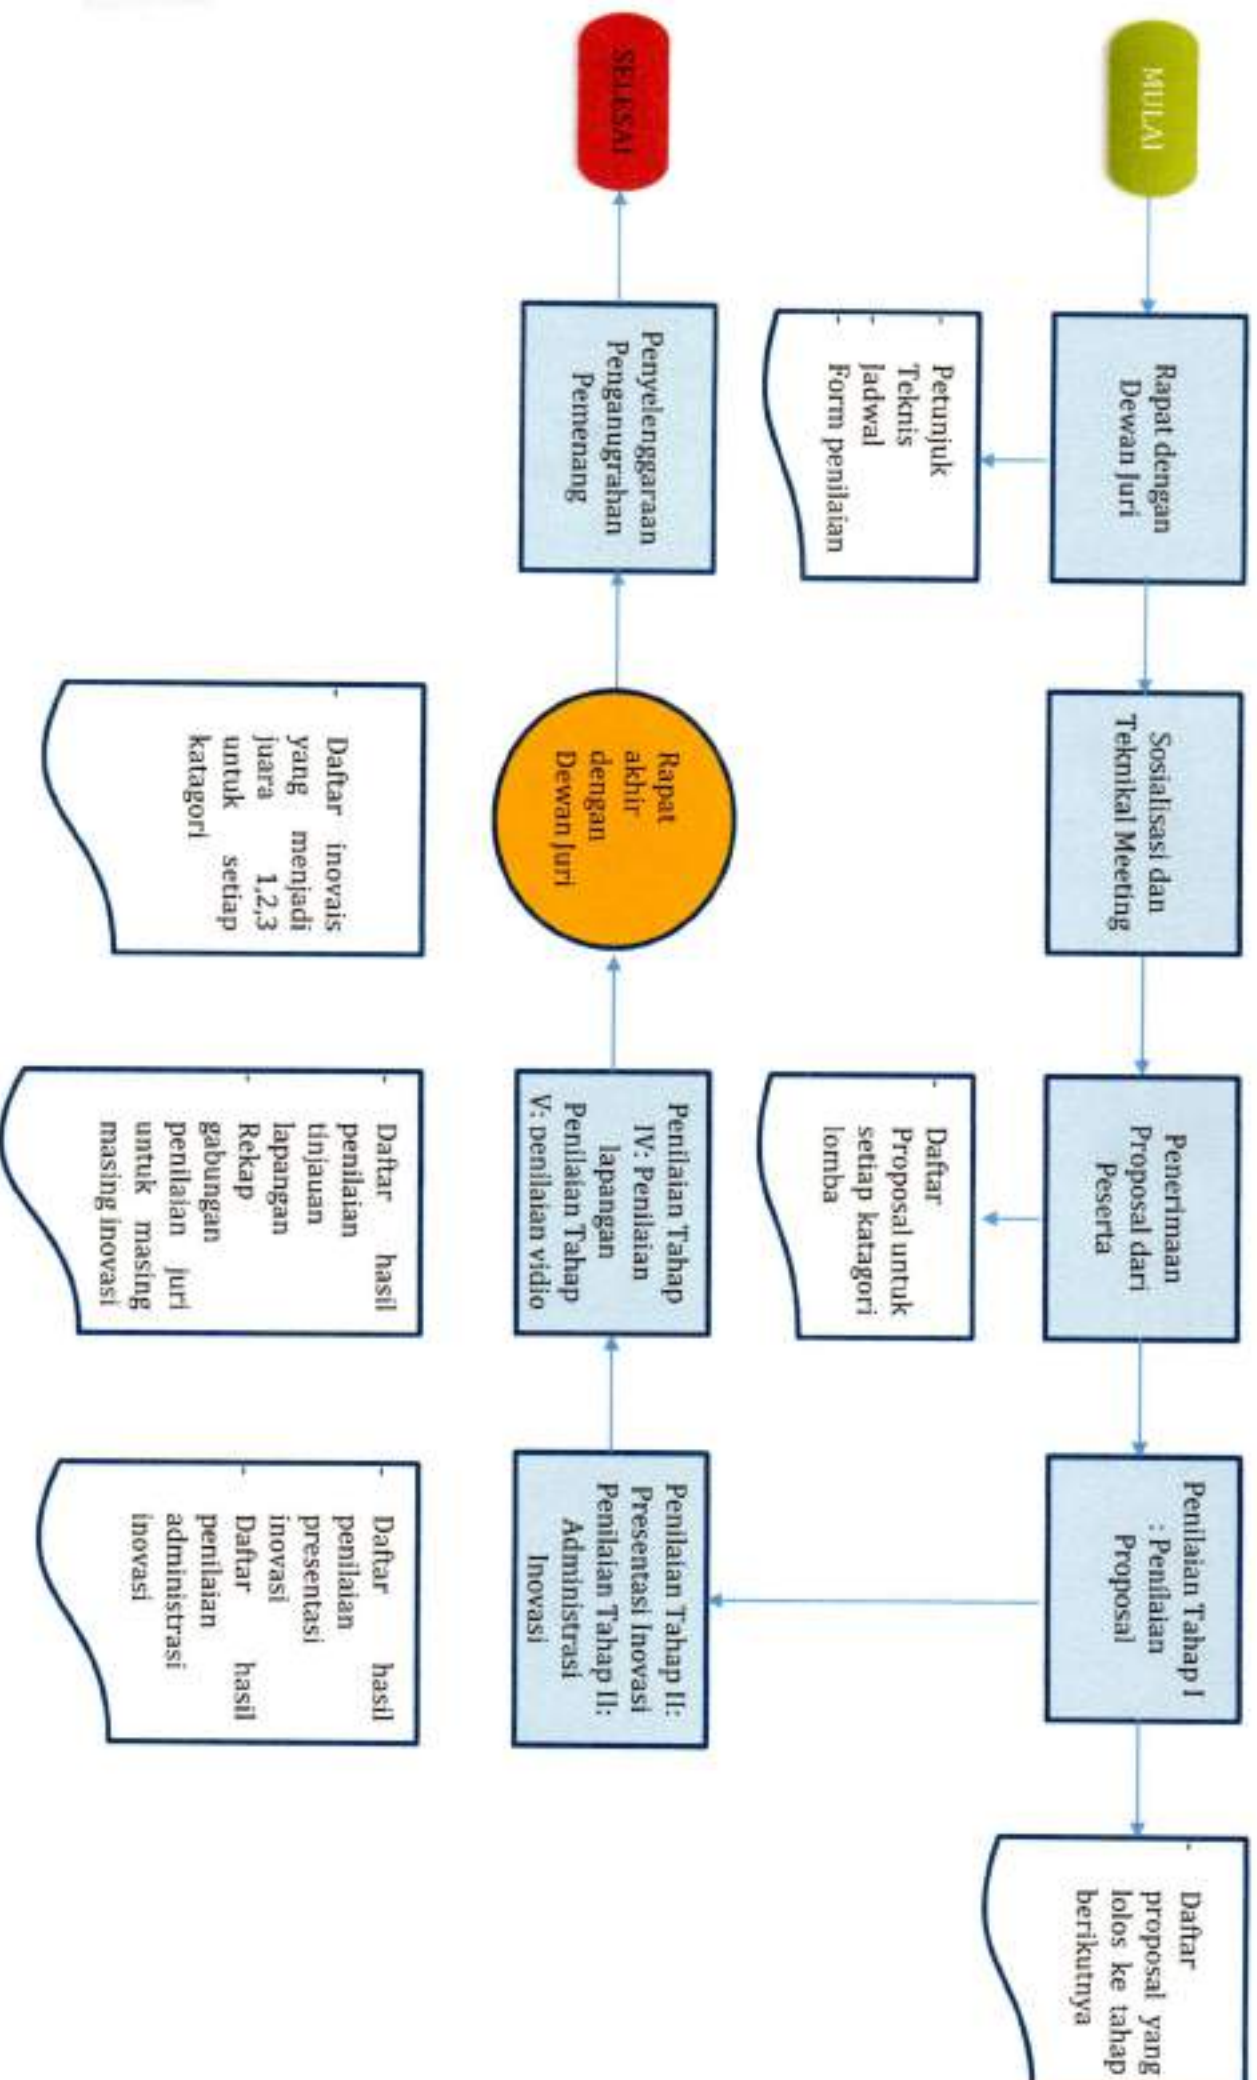 MULAI
Rapat dengan
Dewan Juri
Sosialisasi dan
Teknikal Meeting
Penerimaan
Proposal dari
Peserta
Penilaian Tahap I
: Penilaian
Proposal
- Daftar
proposal yang
lolos ke tahap
berikutnya
- Petunjuk
Teknis
- Jadwal
- Form penilaian
- Daftar
Proposal untuk
setiap katagori
lomba
SELESAI
Penyelenggaraan
Penganugrahan
Pemenang
Rapat
akhir
dengan
Dewan Juri
Penilaian Tahap
IV: Penilaian
lapangan
Penilaian Tahap
V: penilaian vidio
Penilaian Tahap II:
Presentasi Inovasi
Penilaian Tahap II:
Administrasi
Inovasi
- Daftar inovais
yang menjadi
juara 1,2,3
untuk setiap
katagori
- Daftar hasil
penilaian
tinjauan
lapangan
- Rekap
gabungan
penilaian juri
untuk masing
masing inovasi
- Daftar hasil
penilaian
presentasi
inovasi
- Daftar hasil
penilaian
administrasi
inovasi